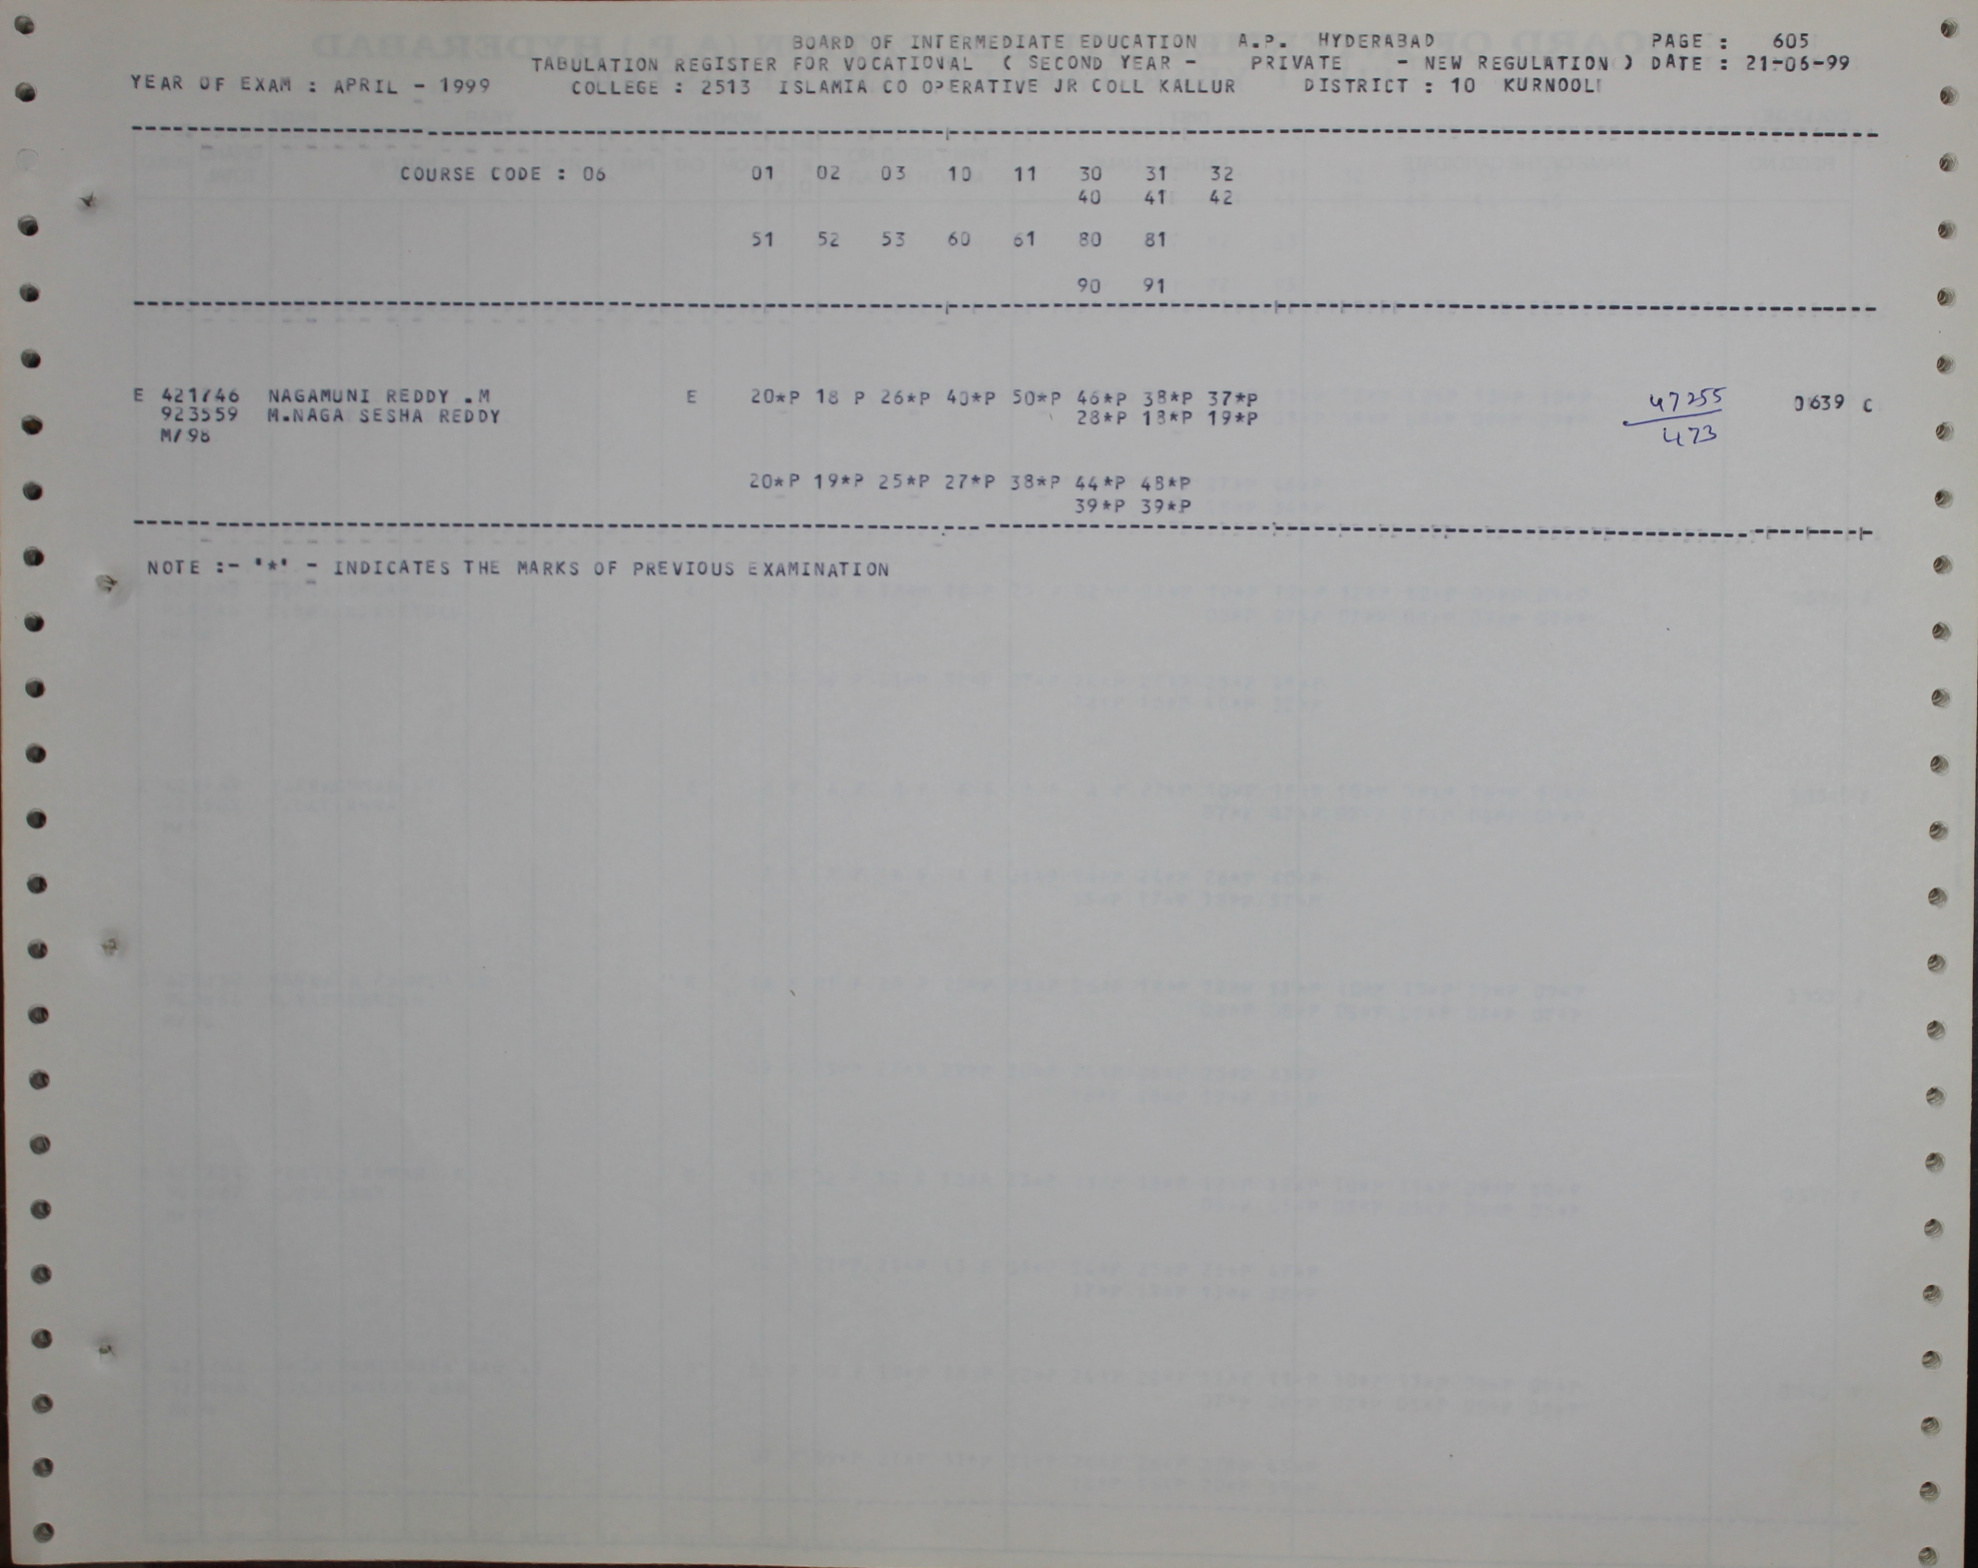 BOARD OF INTERMEDIATE EDUCATION A.P. HYDERABAD PAGE : 605
TABULATION REGISTER FOR VOCATIONAL ( SECOND YEAR - PRIVATE - NEW REGULATION ) DATE : 21-06-99
YEAR OF EXAM : APRIL - 1999 COLLEGE : 2513 ISLAMIA CO OPERATIVE JR COLL KALLUR DISTRICT : 10 KURNOOL
COURSE CODE : 06 01 02 03 10 11 30 31 32
40 41 42
51 52 53 60 61 80 81
90 91
E 421746 NAGAMUNI REDDY .M E 20*P 18 P 26*P 40*P 50*P 46*P 38*P 37*P 47255 0639 C
923559 M.NAGA SESHA REDDY 28*P 18*P 19*P 473
M/98
20*P 19*P 25*P 27*P 38*P 44*P 48*P
39*P 39*P
NOTE :- '*' - INDICATES THE MARKS OF PREVIOUS EXAMINATION